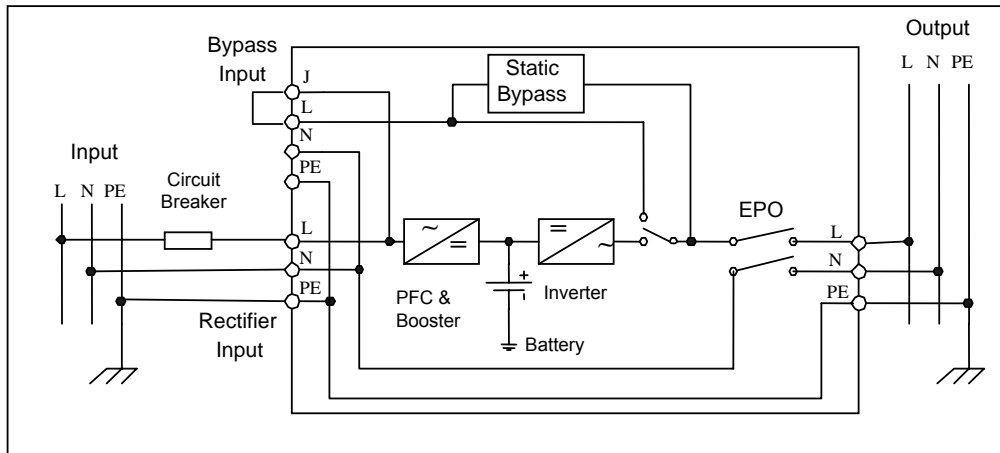 Bypass
Input
J
L
N
PE
Static
Bypass
Output
L N PE
Input
L N PE
Circuit
Breaker
L
N
PE
Rectifier
Input
~
=
PFC &
Booster
+
-
Battery
=
~
Inverter
EPO
L
N
PE